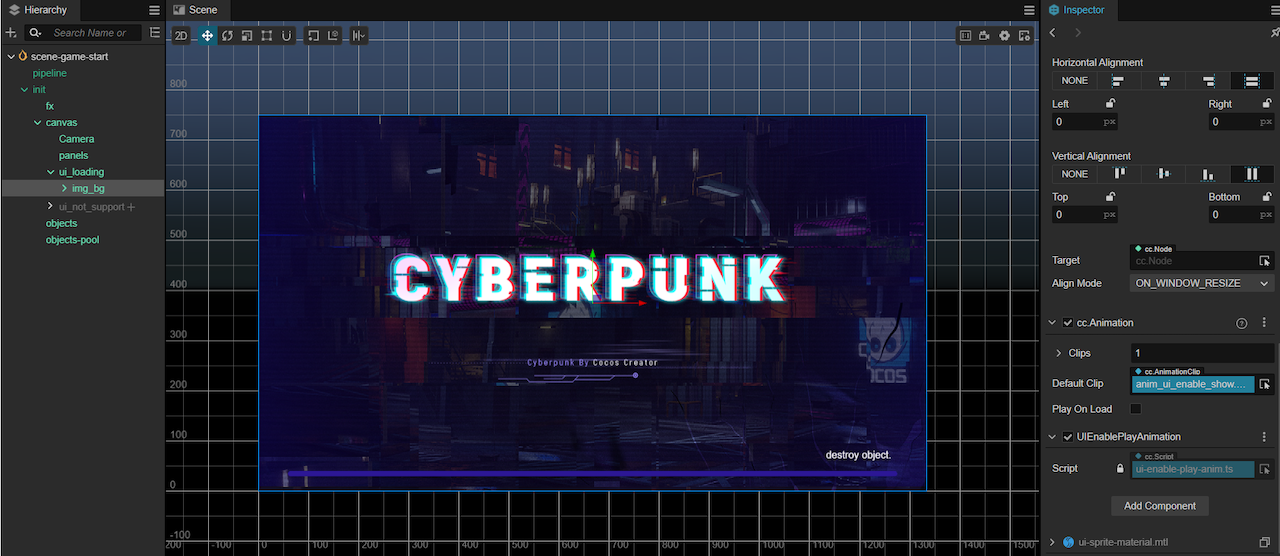 Hierarchy
Search Name or
scene-game-start
pipeline
init
fx
canvas
Camera
panels
ui_loading
img_bg
ui_not_support
objects
objects-pool
Scene
2D
800
700
600
500
400
300
200
100
0
-100
200 -100 0 100 200 300 400 500 600 700 800 900 1000 1100 1200 1300 1400 1500
CYBERPUNK
Cyberpunk By Cocos Creator
COCOS
destroy object.
Inspector
Horizontal Alignment
NONE
Left Right
0 px 0 px
Vertical Alignment
NONE
Top Bottom
0 px 0 px
cc.Node
Target cc.Node
Align Mode ON_WINDOW_RESIZE
cc.Animation
Clips 1
cc.AnimationClip
Default Clip anim_ui_enable_show....
Play On Load
UIEnablePlayAnimation
cc.Script
Script ui-enable-play-anim.ts
Add Component
ui-sprite-material.mtl